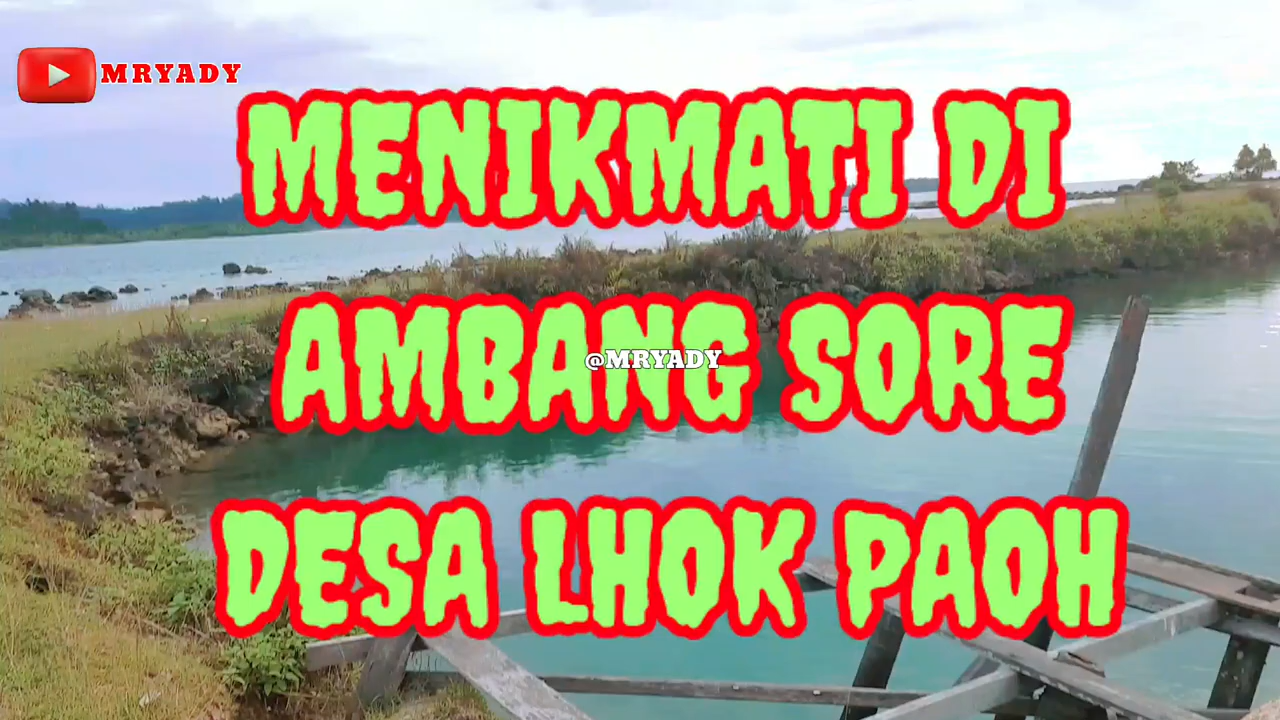 MRYADY
MENIKMATI DI
AMBANG SORE
@MRYADY
DESA LHOK PAOH